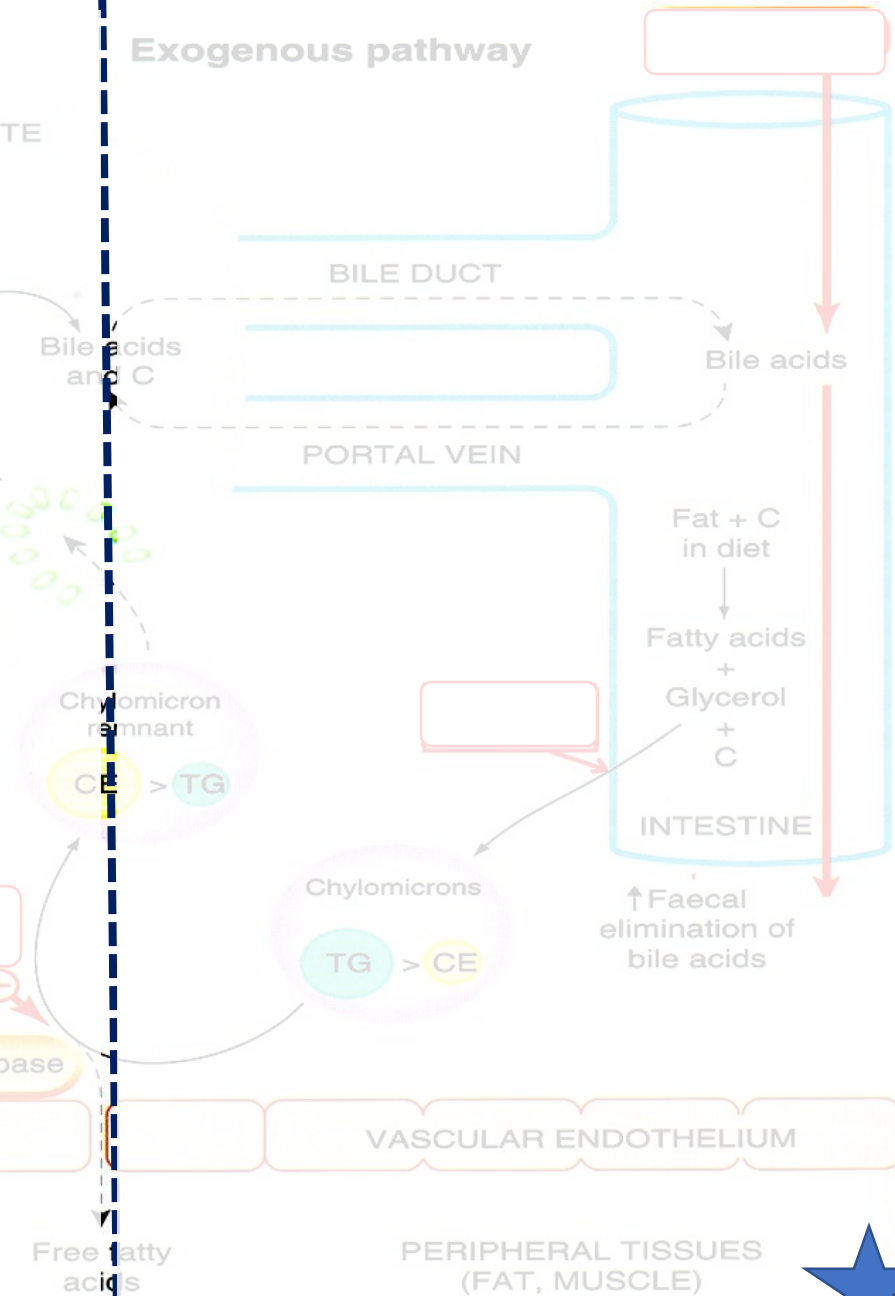 Exogenous pathway
TE
BILE DUCT
Bile acids
and C
Bile acids
PORTAL VEIN
Fat + C
in diet
Fatty acids
+
Glycerol
+
C
INTESTINE
Chylomicron
remnant
CE > TG
Chylomicrons
TG > CE
↑ Faecal
elimination of
bile acids
pase
VASCULAR ENDOTHELIUM
Free fatty
acids
PERIPHERAL TISSUES
(FAT, MUSCLE)